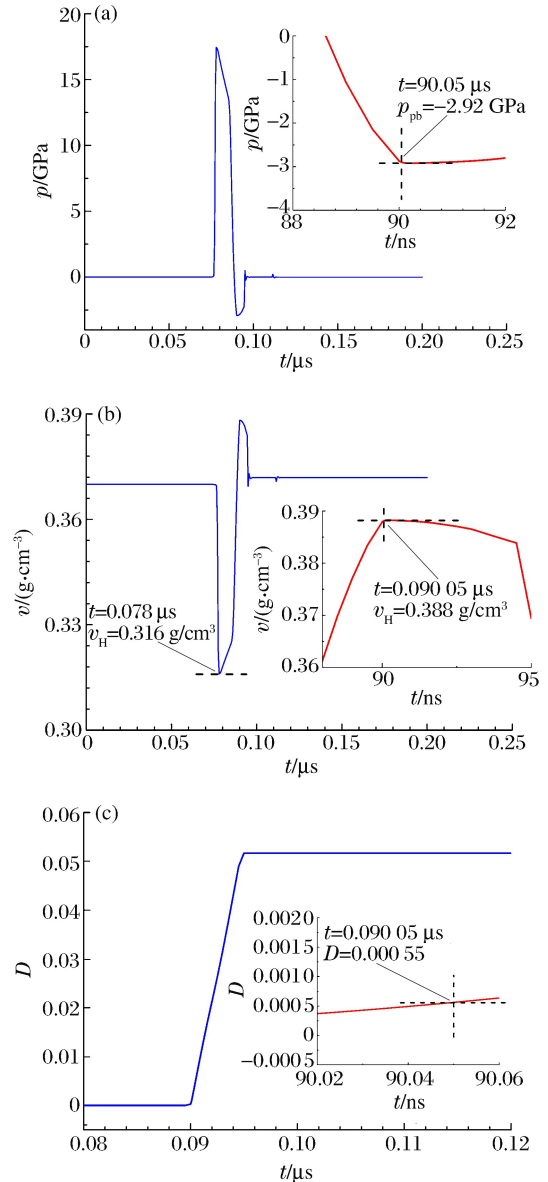 (a)
20
15
10
5
0
p/GPa
0
0.05
0.10
0.15
0.20
0.25
t/μs
0
−1
−2
−3
−4
p/GPa
88
90
92
t/ns
t=90.05 μs
p_pb=−2.92 GPa
(b)
0.39
0.36
0.33
0.30
v/(g·cm⁻³)
0
0.05
0.10
0.15
0.20
0.25
t/μs
t=0.078 μs
v_H=0.316 g/cm³
0.39
0.38
0.37
0.36
v/(g·cm⁻³)
90
95
t/ns
t=0.090 05 μs
v_H=0.388 g/cm³
(c)
0.06
0.05
0.04
0.03
0.02
0.01
0
D
0.08
0.09
0.10
0.11
0.12
t/μs
0.0020
0.0015
0.0010
0.0005
0
−0.0005
D
90.02
90.04
90.06
t/ns
t=0.090 05 μs
D=0.000 55